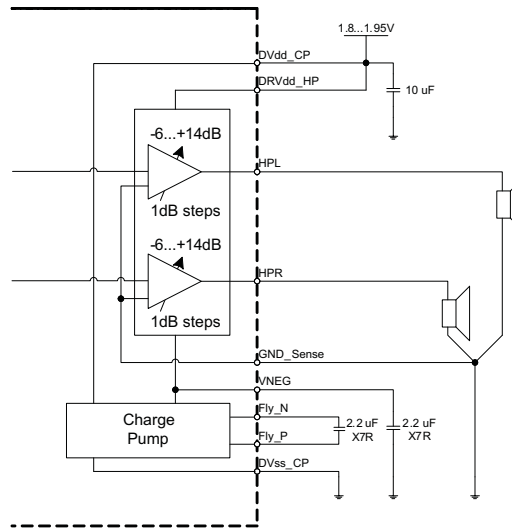 1.8...1.95V
DVdd_CP
DRVdd_HP
10 uF
-6...+14dB
HPL
1dB steps
-6...+14dB
HPR
1dB steps
GND_Sense
VNEG
Charge
Pump
Fly_N
2.2 uF
X7R
2.2 uF
X7R
Fly_P
DVss_CP